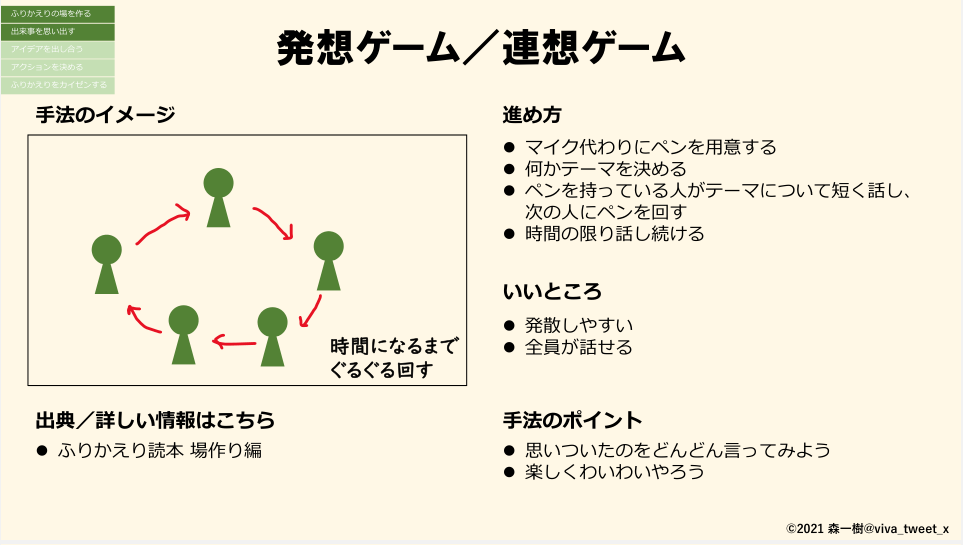 ふりかえりの場を作る
出来事を思い出す
アイデアを出し合う
アクションを決める
ふりかえりをカイゼンする
発想ゲーム／連想ゲーム
手法のイメージ
時間になるまで
ぐるぐる回す
出典／詳しい情報はこちら
● ふりかえり読本 場作り編
進め方
● マイク代わりにペンを用意する
● 何かテーマを決める
● ペンを持っている人がテーマについて短く話し、
次の人にペンを回す
● 時間の限り話し続ける
いいところ
● 発散しやすい
● 全員が話せる
手法のポイント
● 思いついたのをどんどん言ってみよう
● 楽しくわいわいやろう
©2021 森一樹@viva_tweet_x